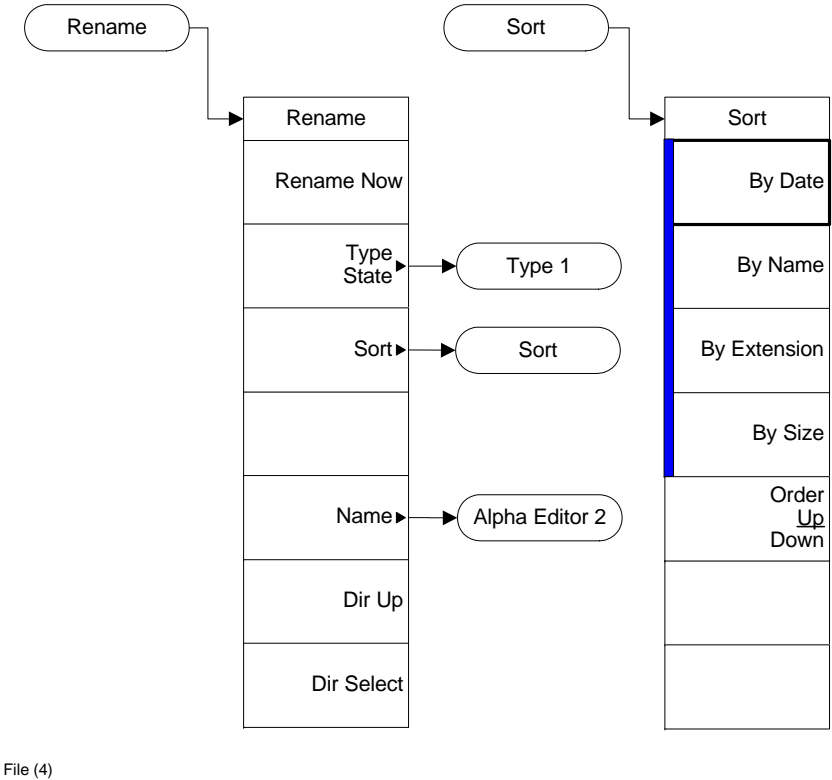 Rename
Sort
Rename
Rename Now
Type
State
Type 1
Sort
Sort
Name
Alpha Editor 2
Dir Up
Dir Select
Sort
By Date
By Name
By Extension
By Size
Order
Up
Down
File (4)